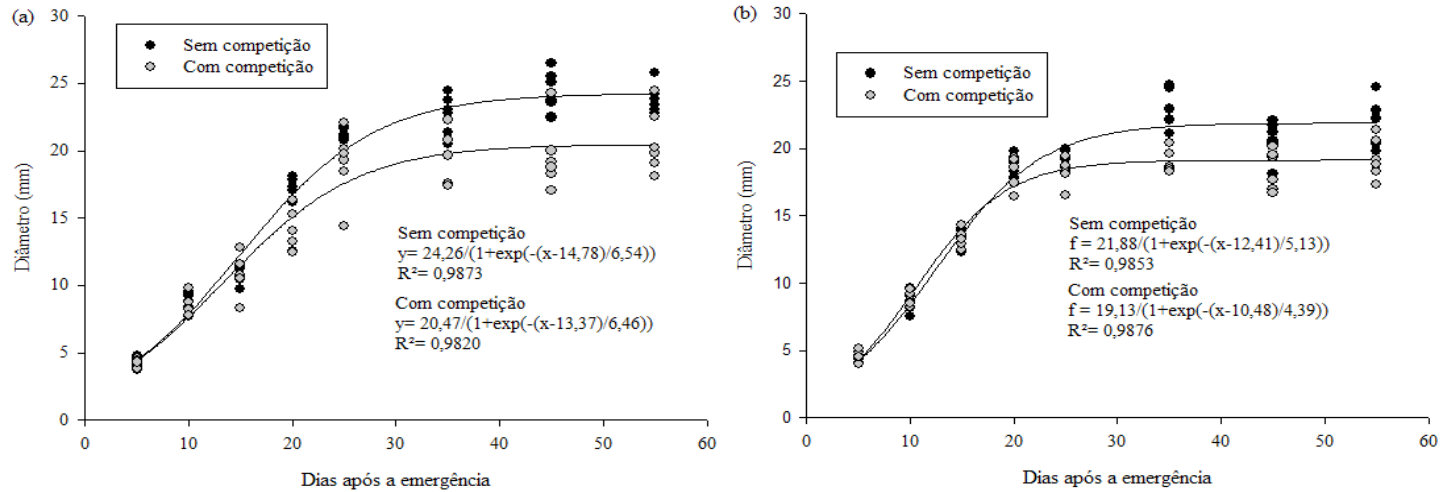 (a)
30
25
20
15
10
5
0
Diâmetro (mm)
Sem competição
Com competição
Sem competição
y= 24,26/(1+exp(-(x-14,78)/6,54))
R²= 0,9873
Com competição
y= 20,47/(1+exp(-(x-13,37)/6,46))
R²= 0,9820
0 10 20 30 40 50 60
Dias após a emergência
(b)
30
25
20
15
10
5
0
Diâmetro (mm)
Sem competição
Com competição
Sem competição
f = 21,88/(1+exp(-(x-12,41)/5,13))
R²= 0,9853
Com competição
f = 19,13/(1+exp(-(x-10,48)/4,39))
R²= 0,9876
0 10 20 30 40 50 60
Dias após a emergência